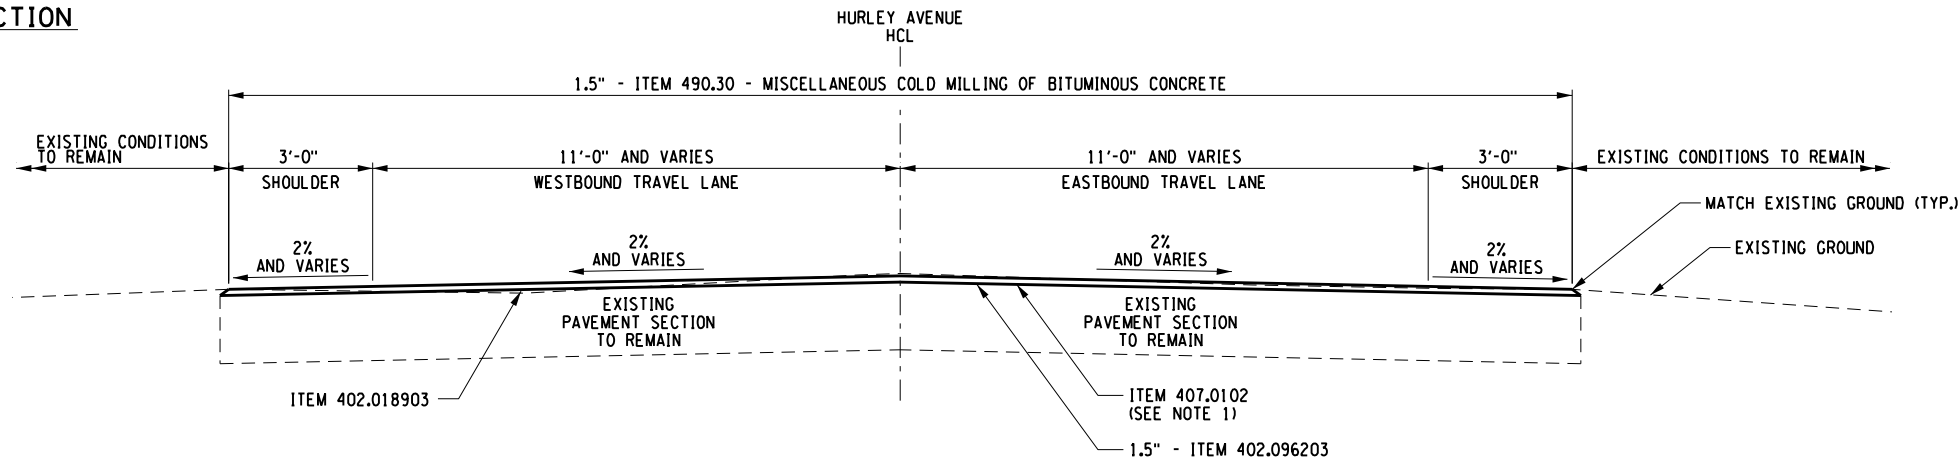 CTION
HURLEY AVENUE
HCL
1.5" - ITEM 490.30 - MISCELLANEOUS COLD MILLING OF BITUMINOUS CONCRETE
EXISTING CONDITIONS
TO REMAIN
3'-0"
SHOULDER
11'-0" AND VARIES
WESTBOUND TRAVEL LANE
11'-0" AND VARIES
EASTBOUND TRAVEL LANE
3'-0"
SHOULDER
EXISTING CONDITIONS TO REMAIN
MATCH EXISTING GROUND (TYP.)
EXISTING GROUND
2%
AND VARIES
2%
AND VARIES
2%
AND VARIES
2%
AND VARIES
EXISTING
PAVEMENT SECTION
TO REMAIN
EXISTING
PAVEMENT SECTION
TO REMAIN
ITEM 402.018903
ITEM 407.0102
(SEE NOTE 1)
1.5" - ITEM 402.096203